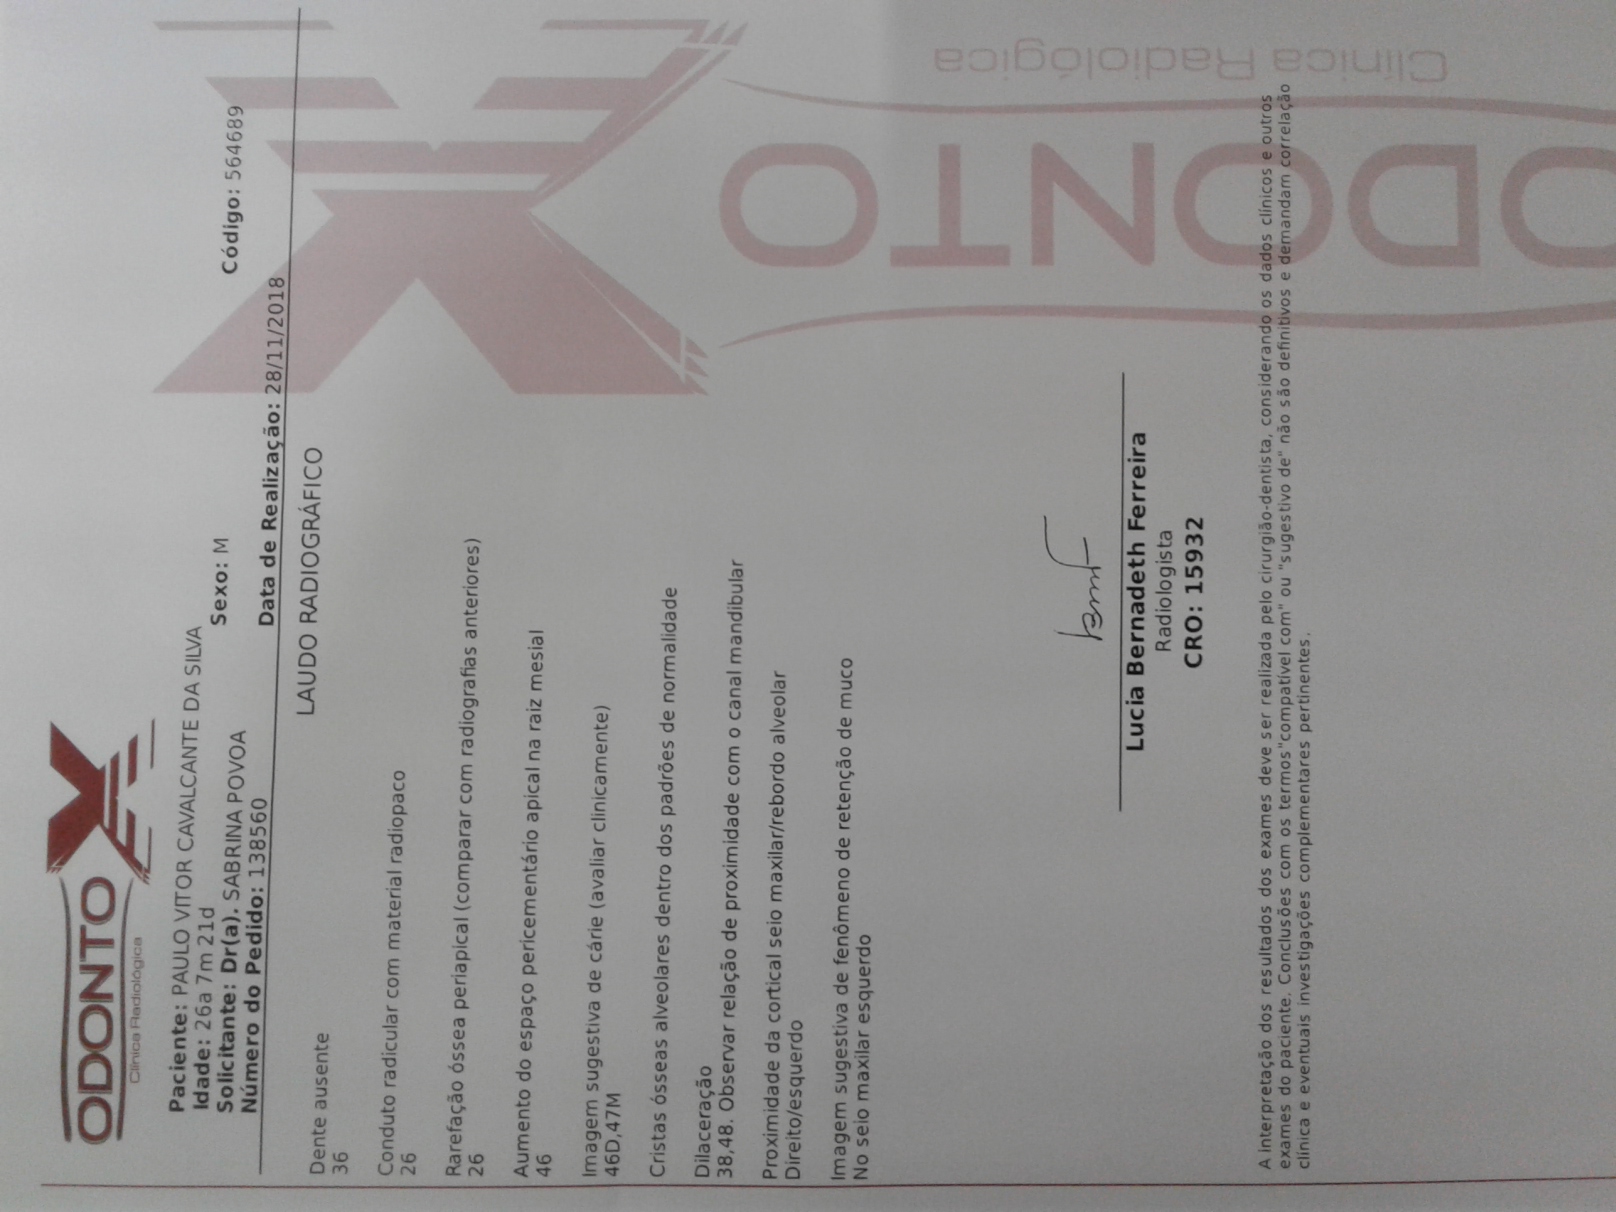 ODONTO X
Clínica Radiológica
Paciente: PAULO VITOR CAVALCANTE DA SILVA
Idade: 26a 7m 21d
Sexo: M
Código: 564689
Solicitante: Dr(a). SABRINA POVOA
Número do Pedido: 138560
Data de Realização: 28/11/2018
LAUDO RADIOGRÁFICO
Dente ausente
36
Conduto radicular com material radiopaco
26
Rarefação óssea periapical (comparar com radiografias anteriores)
26
Aumento do espaço pericementário apical na raiz mesial
46
Imagem sugestiva de cárie (avaliar clinicamente)
46D,47M
Cristas ósseas alveolares dentro dos padrões de normalidade
Dilaceração
38,48. Observar relação de proximidade com o canal mandibular
Proximidade da cortical seio maxilar/rebordo alveolar
Direito/esquerdo
Imagem sugestiva de fenômeno de retenção de muco
No seio maxilar esquerdo
Lucia Bernadeth Ferreira
Radiologista
CRO: 15932
A interpretação dos resultados dos exames deve ser realizada pelo cirurgião-dentista, considerando os dados clínicos e outros
exames do paciente. Conclusões com os termos"compatível com" ou "sugestivo de" não são definitivos e demandam correlação
clínica e eventuais investigações complementares pertinentes.
ODONTO
Clínica Radiológica